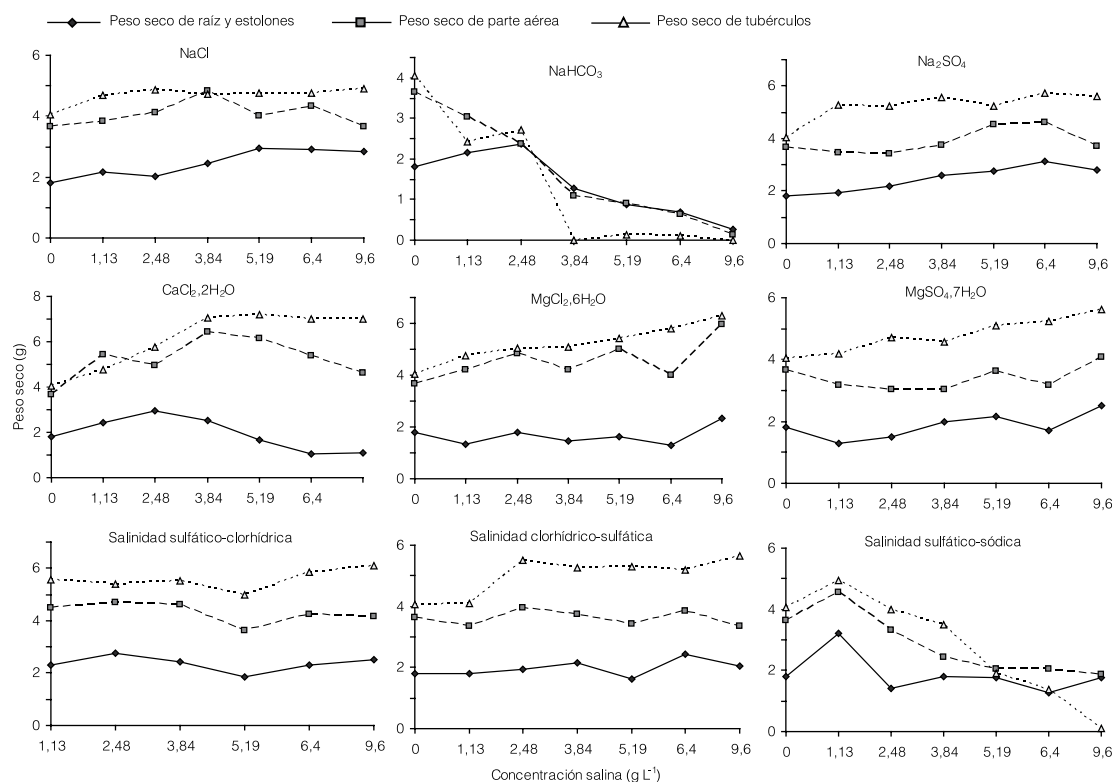 Peso seco de raíz y estolones Peso seco de parte aérea Peso seco de tubérculos
NaCl
6
4
2
0
0 1,13 2,48 3,84 5,19 6,4 9,6
NaHCO₃
4
3
2
1
0
0 1,13 2,48 3,84 5,19 6,4 9,6
Na₂SO₄
6
4
2
0
0 1,13 2,48 3,84 5,19 6,4 9,6
Peso seco (g)
CaCl₂,2H₂O
8
6
4
2
0
0 1,13 2,48 3,84 5,19 6,4
MgCl₂,6H₂O
6
4
2
0
0 1,13 2,48 3,84 5,19 6,4 9,6
MgSO₄,7H₂O
6
4
2
0
0 1,13 2,48 3,84 5,19 6,4 9,6
Salinidad sulfático-clorhídrica
6
4
2
0
1,13 2,48 3,84 5,19 6,4 9,6
Salinidad clorhídrico-sulfática
6
4
2
0
0 1,13 2,48 3,84 5,19 6,4 9,6
Salinidad sulfático-sódica
6
4
2
0
0 1,13 2,48 3,84 5,19 6,4 9,6
Concentración salina (g L⁻¹)